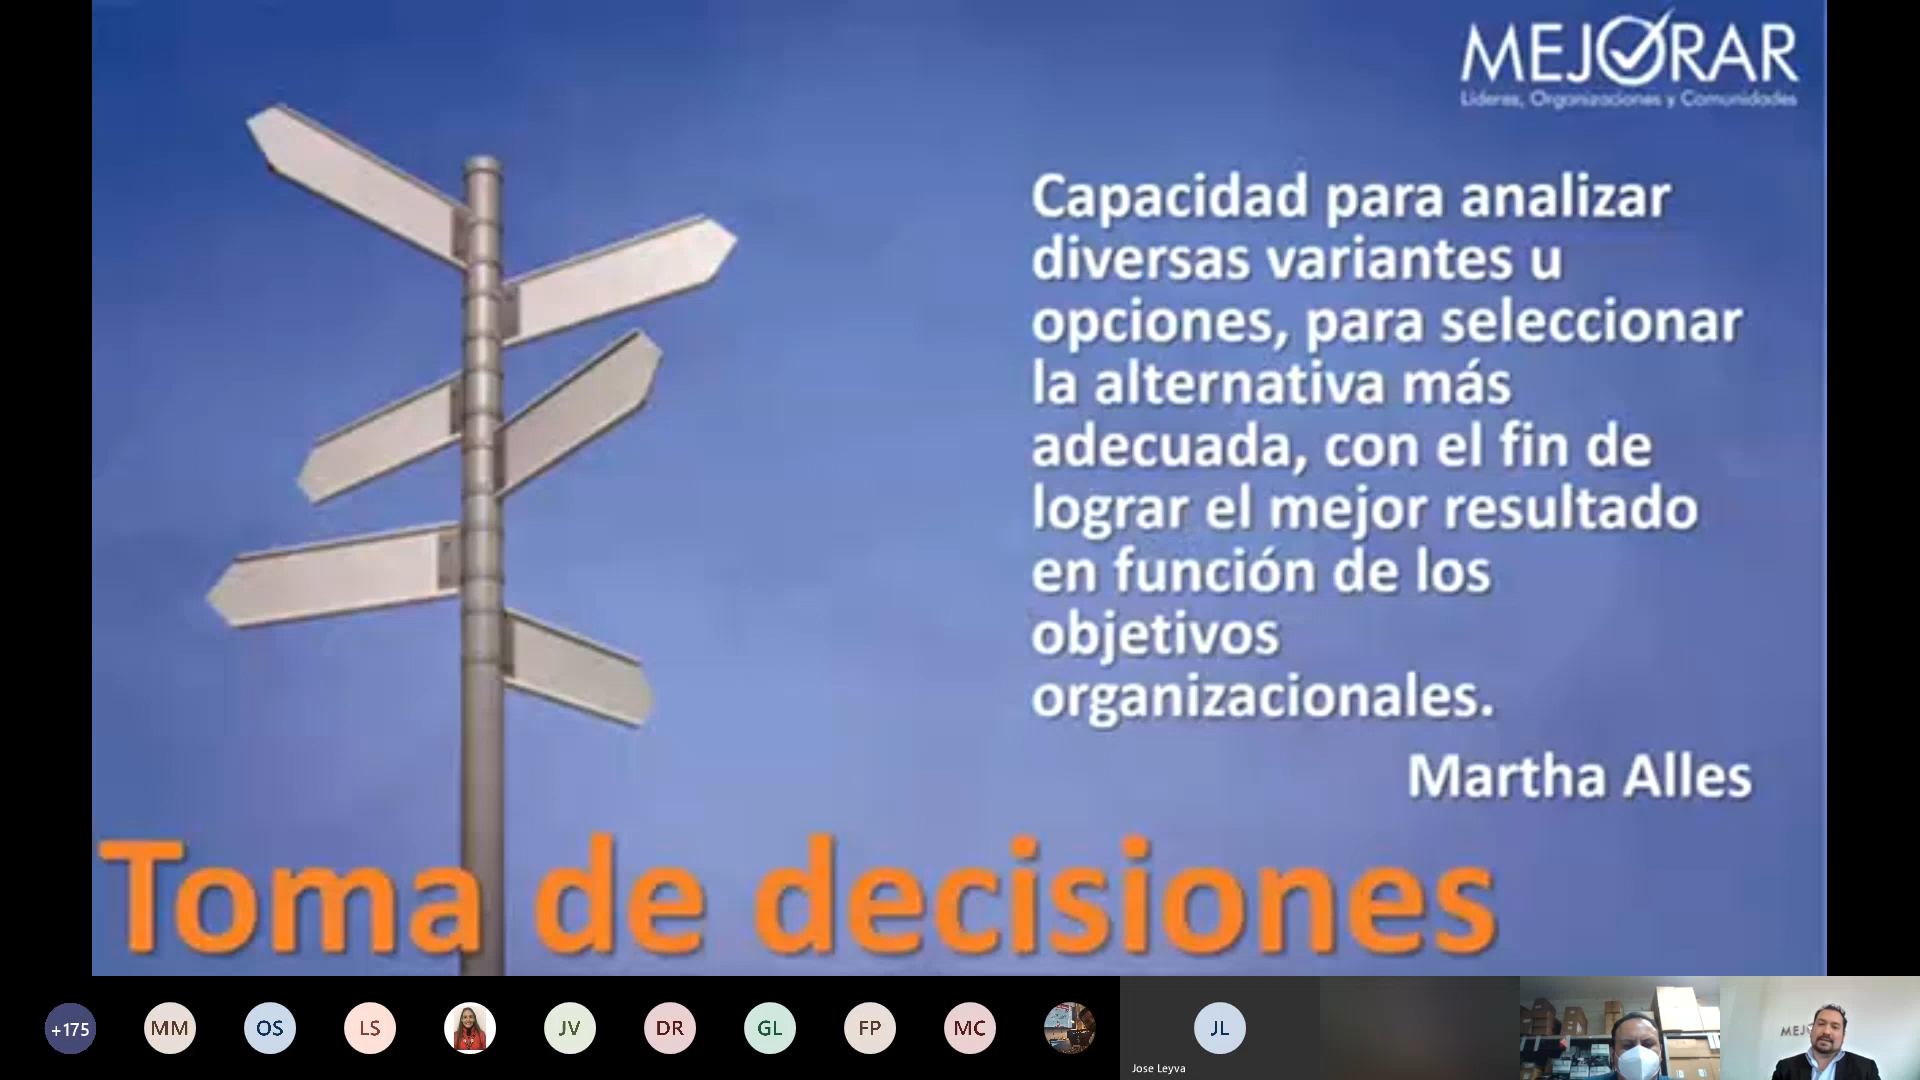 MEJORAR
Líderes, Organizaciones y Comunidades
Capacidad para analizar
diversas variantes u
opciones, para seleccionar
la alternativa más
adecuada, con el fin de
lograr el mejor resultado
en función de los
objetivos
organizacionales.
Martha Alles
Toma de decisiones
+175
MM
OS
LS
JV
DR
GL
FP
MC
JL
Jose Leyva
MEJ